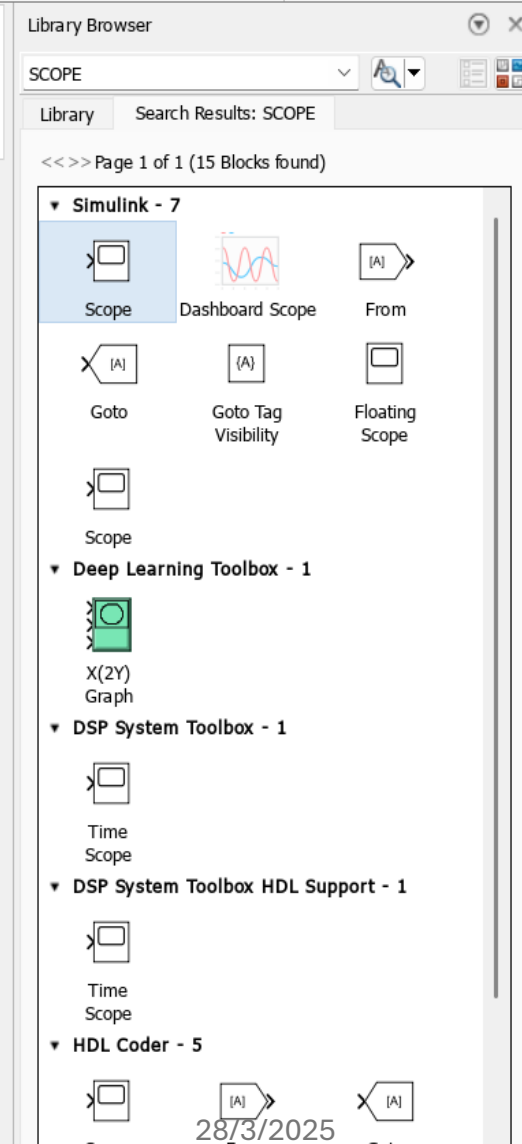 Library Browser
SCOPE
Library
Search Results: SCOPE
<< >> Page 1 of 1 (15 Blocks found)
Simulink - 7
[A]
Scope
Dashboard Scope
From
[A]
{A}
Goto
Goto Tag
Visibility
Floating
Scope
Scope
Deep Learning Toolbox - 1
X(2Y)
Graph
DSP System Toolbox - 1
Time
Scope
DSP System Toolbox HDL Support - 1
Time
Scope
HDL Coder - 5
[A]
[A]
28/3/2025